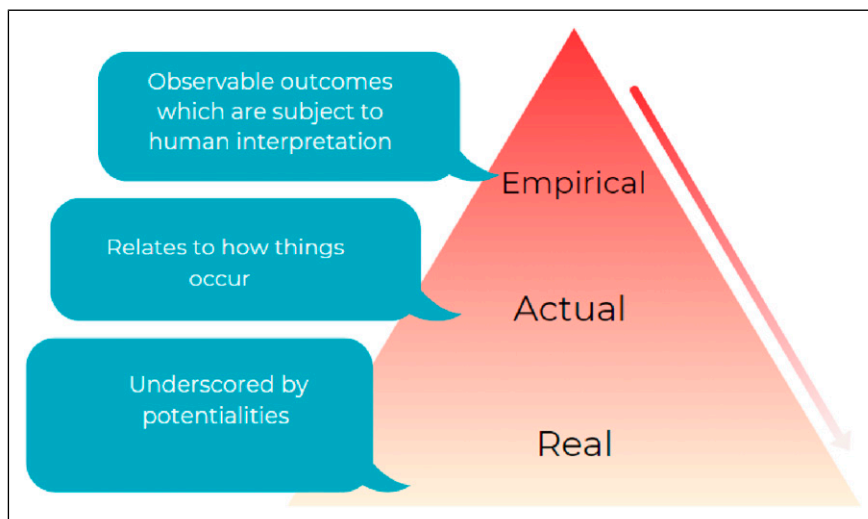 Observable outcomes
which are subject to
human interpretation
Empirical
Relates to how things
occur
Actual
Underscored by
potentialities
Real